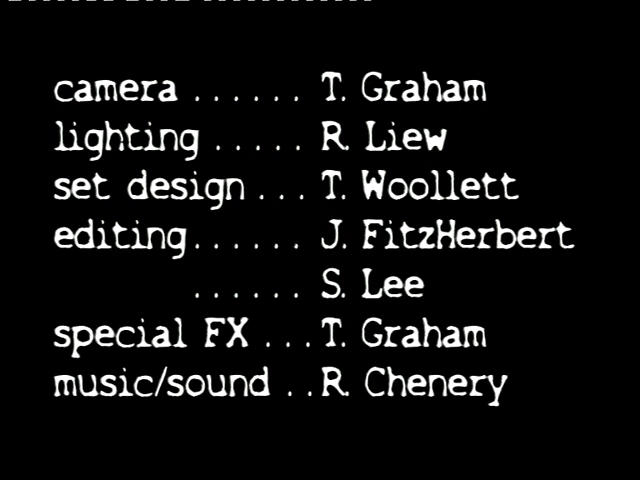 camera ...... T. Graham
lighting ..... R. Liew
set design ... T. Woollett
editing...... J. FitzHerbert
...... S. Lee
special FX ...T. Graham
music/sound ..R. Chenery